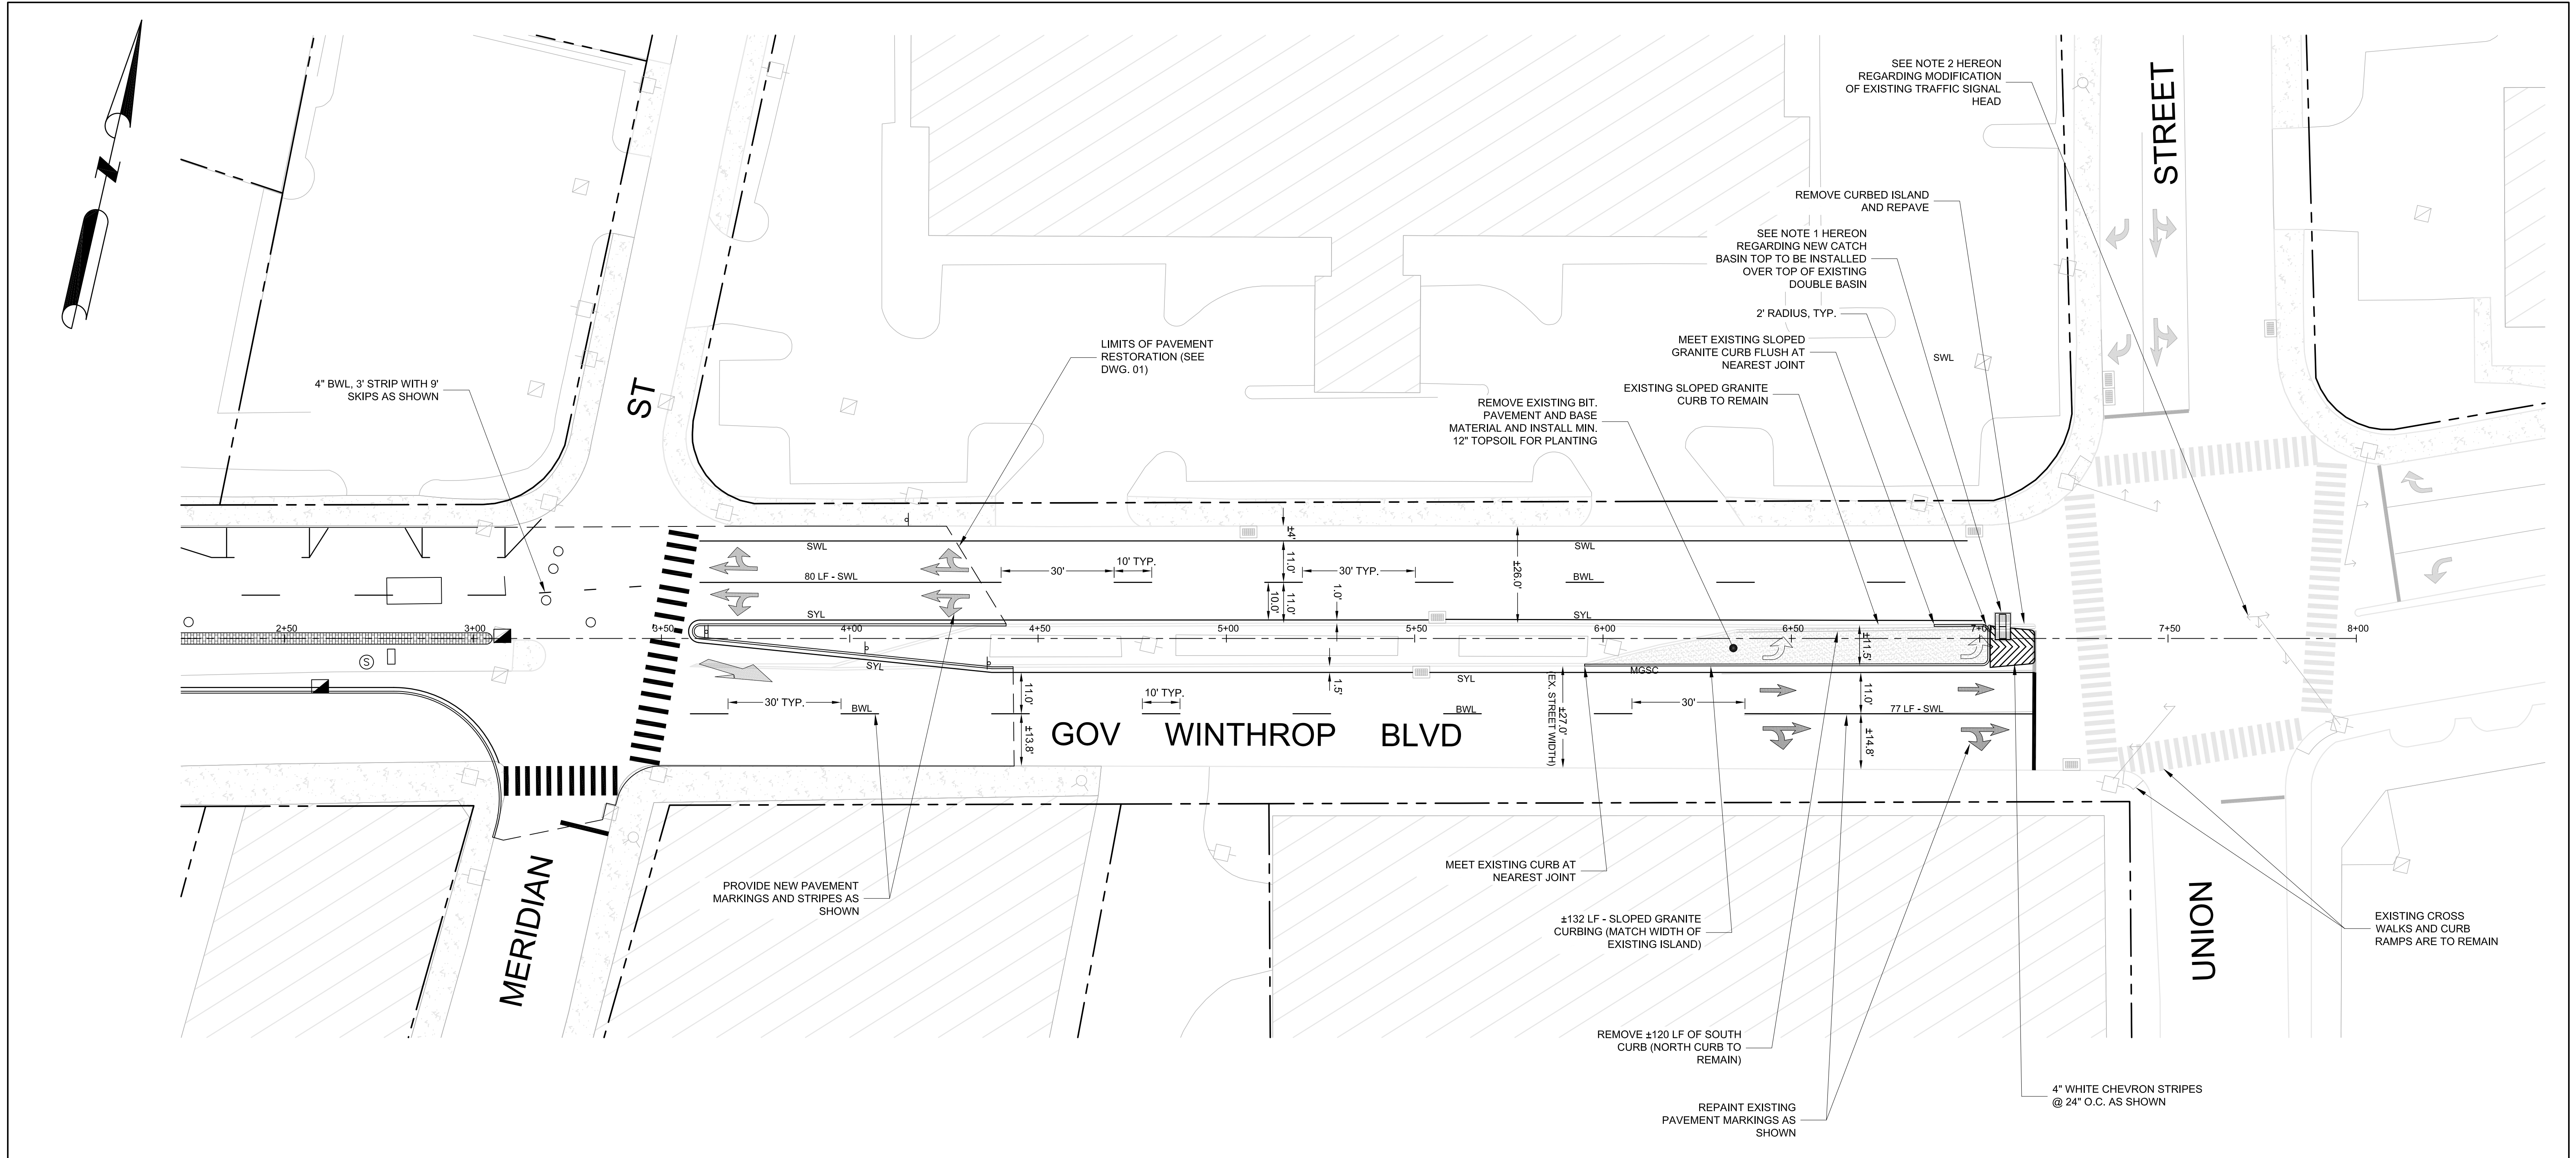 SEE NOTE 2 HEREON
REGARDING MODIFICATION
OF EXISTING TRAFFIC SIGNAL
HEAD
STREET
REMOVE CURBED ISLAND
AND REPAVE
SEE NOTE 1 HEREON
REGARDING NEW CATCH
BASIN TOP TO BE INSTALLED
OVER TOP OF EXISTING
DOUBLE BASIN
2' RADIUS, TYP.
MEET EXISTING SLOPED
GRANITE CURB FLUSH AT
NEAREST JOINT
SWL
EXISTING SLOPED GRANITE
CURB TO REMAIN
REMOVE EXISTING BIT.
PAVEMENT AND BASE
MATERIAL AND INSTALL MIN.
12" TOPSOIL FOR PLANTING
LIMITS OF PAVEMENT
RESTORATION (SEE
DWG. 01)
4" BWL, 3' STRIP WITH 9'
SKIPS AS SHOWN
ST
N
SWL
±4'
SWL
11.0'
±26.0'
30'
10' TYP.
30' TYP.
80 LF - SWL
BWL
10.0'
11.0'
1.0'
SYL
SYL
SYL
2+50
3+00
3+50
4+00
4+50
5+00
5+50
6+00
6+50
7+00
7+50
8+00
±11.5'
S
SYL
SYL
MGSC
1.5'
11.0'
30' TYP.
10' TYP.
30'
11.0'
BWL
BWL
77 LF - SWL
±13.8'
GOV WINTHROP BLVD
±27.0'
(EX. STREET WIDTH)
±14.8'
MERIDIAN
PROVIDE NEW PAVEMENT
MARKINGS AND STRIPES AS
SHOWN
MEET EXISTING CURB AT
NEAREST JOINT
±132 LF - SLOPED GRANITE
CURBING (MATCH WIDTH OF
EXISTING ISLAND)
UNION
EXISTING CROSS
WALKS AND CURB
RAMPS ARE TO REMAIN
REMOVE ±120 LF OF SOUTH
CURB (NORTH CURB TO
REMAIN)
4" WHITE CHEVRON STRIPES
@ 24" O.C. AS SHOWN
REPAINT EXISTING
PAVEMENT MARKINGS AS
SHOWN